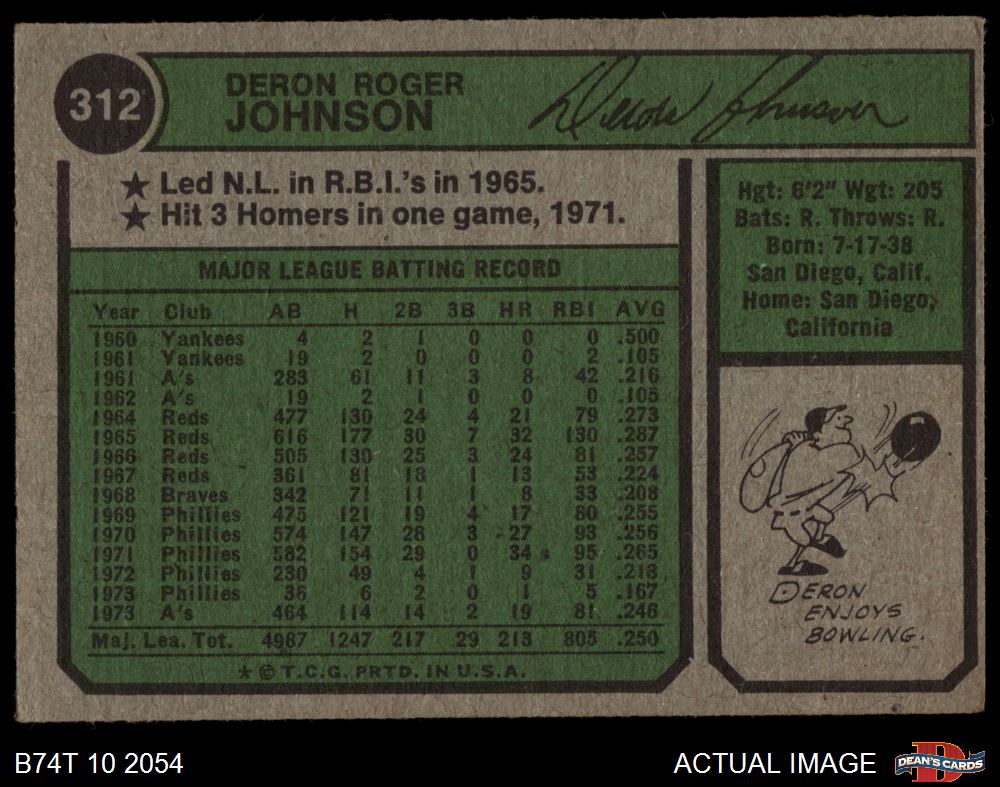 312
DERON ROGER
JOHNSON
Deron Johnson
★ Led N.L. in R.B.I.'s in 1965.
★ Hit 3 Homers in one game, 1971.
MAJOR LEAGUE BATTING RECORD
Year Club AB H 2B 3B HR RBI AVG
1960 Yankees 4 2 1 0 0 0 .500
1961 Yankees 19 2 0 0 0 2 .105
1961 A's 283 61 11 3 8 42 .216
1962 A's 19 2 1 0 0 0 .105
1964 Reds 477 130 24 4 21 79 .273
1965 Reds 616 177 30 7 32 130 .287
1966 Reds 505 130 25 3 24 81 .257
1967 Reds 361 81 18 1 13 53 .224
1968 Braves 342 71 11 1 8 33 .208
1969 Phillies 475 121 19 4 17 80 .255
1970 Phillies 574 147 28 3 27 93 .256
1971 Phillies 582 154 29 0 34 95 .265
1972 Phillies 230 49 4 1 9 31 .213
1973 Phillies 36 6 2 0 1 5 .167
1973 A's 464 114 14 2 19 81 .246
Maj. Lea. Tot. 4987 1247 217 29 213 805 .250
★ © T.C.G. PRTD. IN U.S.A.
Hgt: 6'2" Wgt: 205
Bats: R. Throws: R.
Born: 7-17-38
San Diego, Calif.
Home: San Diego,
California
DERON
ENJOYS
BOWLING.
B74T 10 2054
ACTUAL IMAGE
DEAN'S CARDS